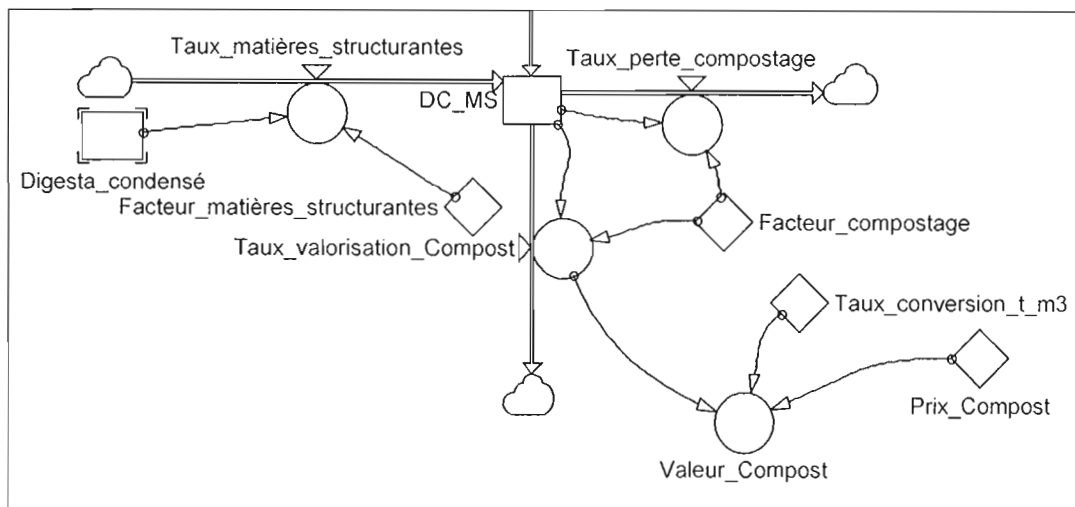 Taux_matières_structurantes
Taux_perte_compostage
DC_MS
Digesta_condensé
Facteur_matières_structurantes
Facteur_compostage
Taux_valorisation_Compost
Taux_conversion_t_m3
Prix_Compost
Valeur_Compost